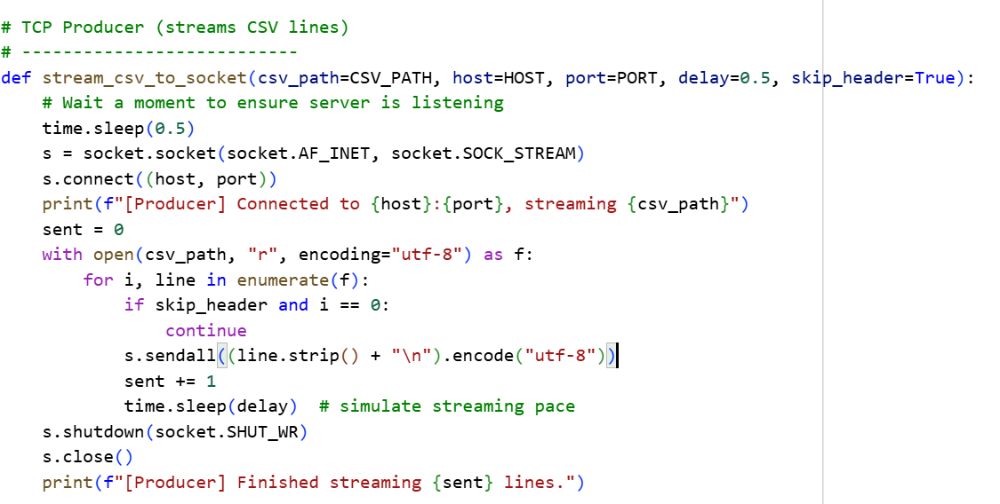 # TCP Producer (streams CSV lines)
# ---------------------------
def stream_csv_to_socket(csv_path=CSV_PATH, host=HOST, port=PORT, delay=0.5, skip_header=True):
    # Wait a moment to ensure server is listening
    time.sleep(0.5)
    s = socket.socket(socket.AF_INET, socket.SOCK_STREAM)
    s.connect((host, port))
    print(f"[Producer] Connected to {host}:{port}, streaming {csv_path}")
    sent = 0
    with open(csv_path, "r", encoding="utf-8") as f:
        for i, line in enumerate(f):
            if skip_header and i == 0:
                continue
            s.sendall((line.strip() + "\n").encode("utf-8"))
            sent += 1
            time.sleep(delay)  # simulate streaming pace
    s.shutdown(socket.SHUT_WR)
    s.close()
    print(f"[Producer] Finished streaming {sent} lines.")